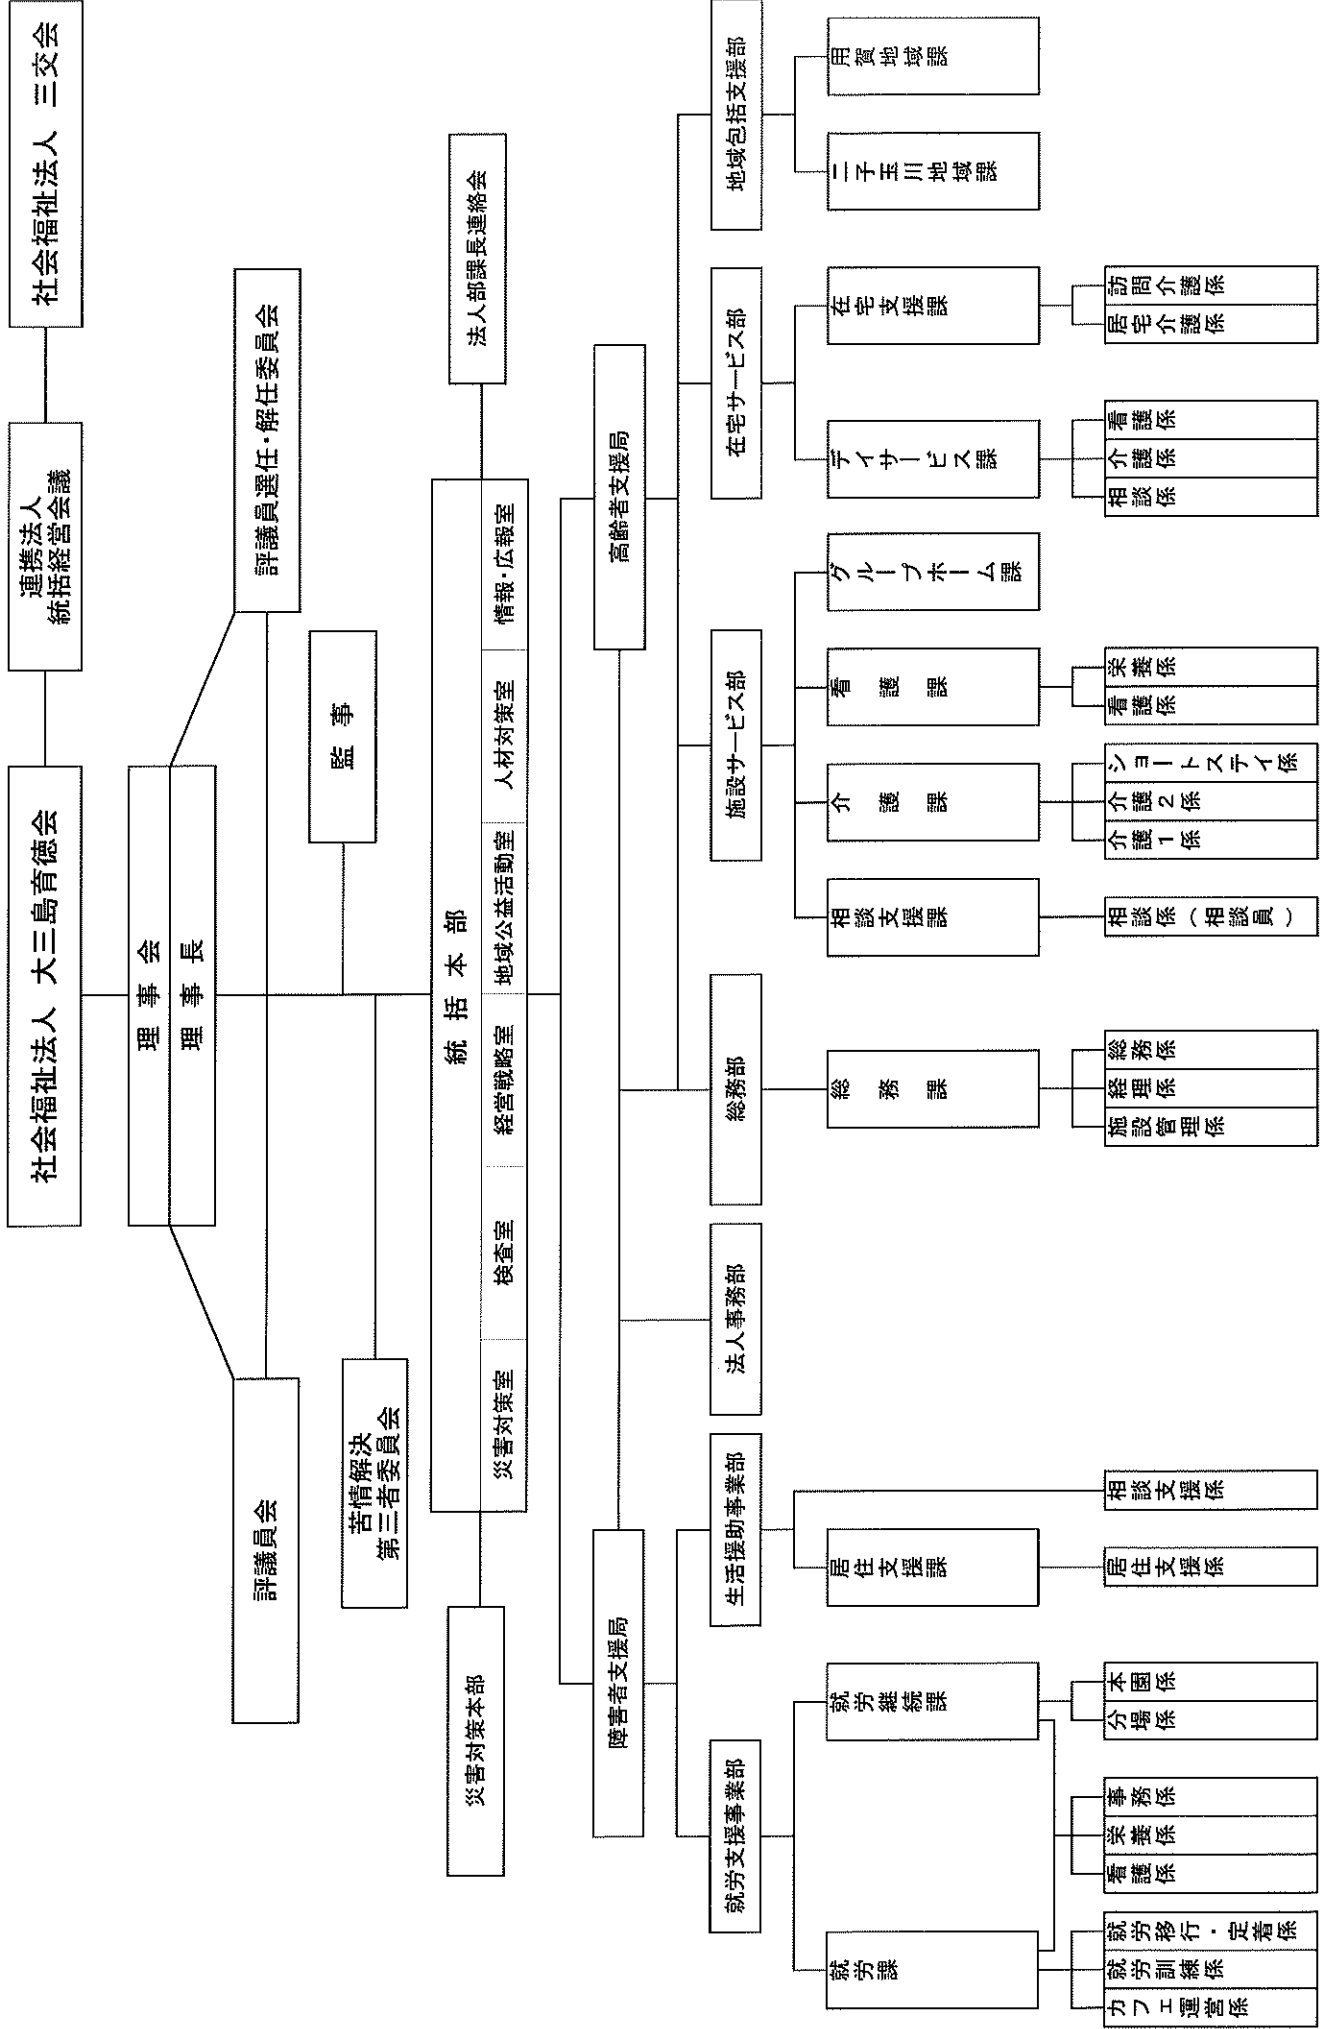 社会福祉法人 大三島育徳会
連携法人
統括経営会議
社会福祉法人 三交会
理事会
理事長
評議員会
評議員選任・解任委員会
監事
苦情解決
第三者委員会
統括本部
災害対策室
検査室
経営戦略室
地域公益活動室
人材対策室
情報・広報室
災害対策本部
法人部課長連絡会
障害者支援局
高齢者支援局
就労支援事業部
生活援助事業部
法人事務部
総務部
施設サービス部
在宅サービス部
地域包括支援部
就労課
就労継続課
居住支援課
総務課
相談支援課
介護課
看護課
グループホーム課
デイサービス課
在宅支援課
二子玉川地域課
用賀地域課
カフェ運営係
就労訓練係
就労移行・定着係
看護係
栄養係
事務係
分場係
本園係
居住支援係
相談支援係
施設管理係
経理係
総務係
相談係（相談員）
介護1係
介護2係
ショートステイ係
看護係
栄養係
相談係
介護係
看護係
居宅介護係
訪問介護係